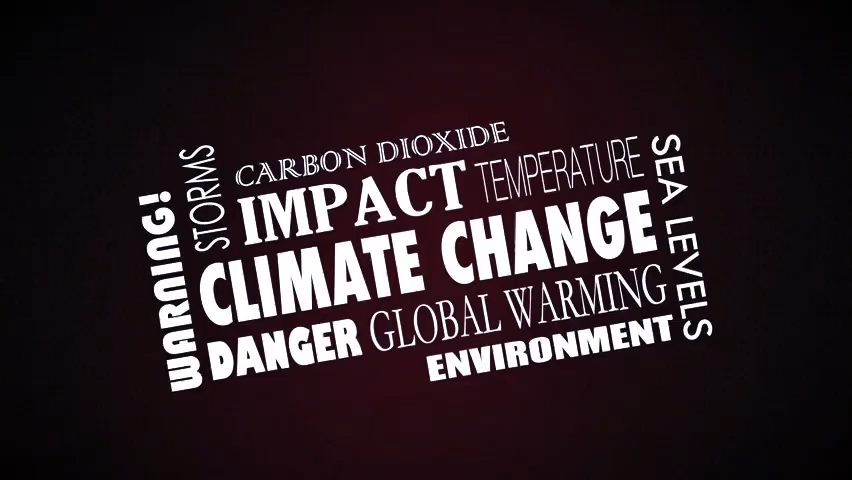 WARNING!
STORMS
CARBON DIOXIDE
IMPACT
TEMPERATURE
SEA LEVELS
CLIMATE CHANGE
DANGER
GLOBAL WARMING
ENVIRONMENT